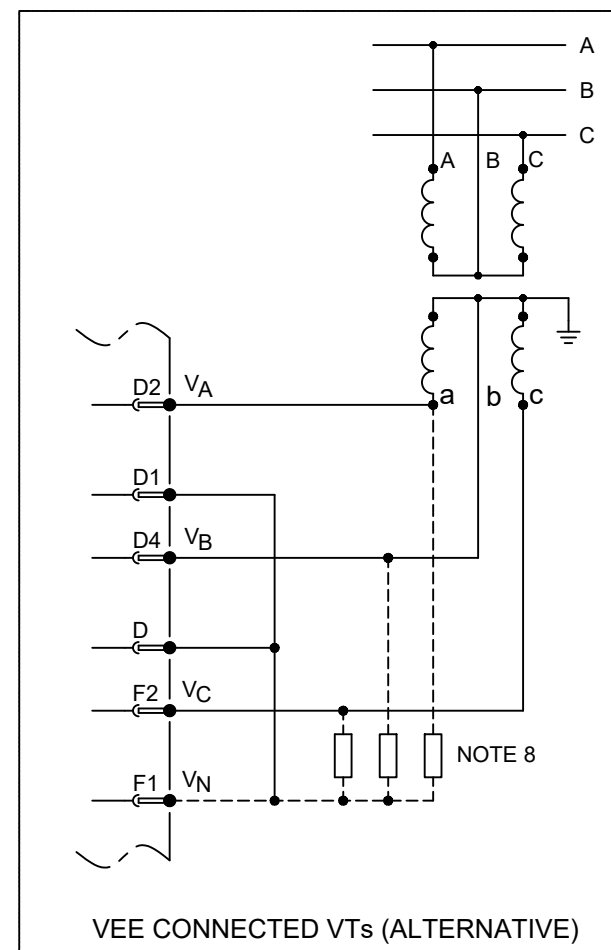 A
B
C
A B C
D2 VA
a b c
D1
D4 VB
D
F2 VC
NOTE 8
F1 VN
VEE CONNECTED VTs (ALTERNATIVE)